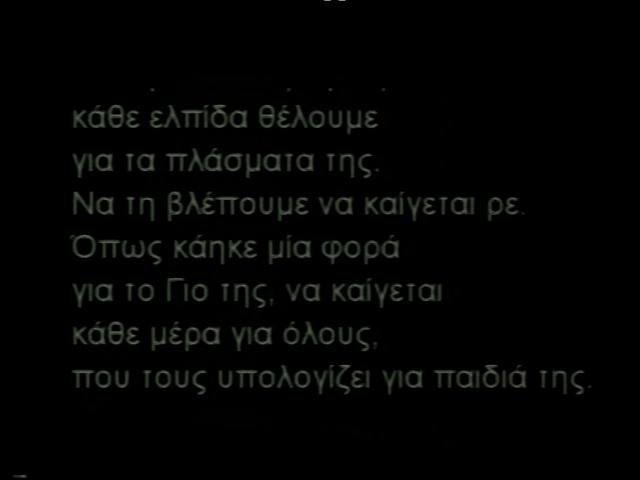 κάθε ελπίδα θέλουμε
για τα πλάσματα της.
Να τη βλέπουμε να καίγεται ρε.
Όπως κάηκε μία φορά
για το Γιο της, να καίγεται
κάθε μέρα για όλους,
που τους υπολογίζει για παιδιά της.